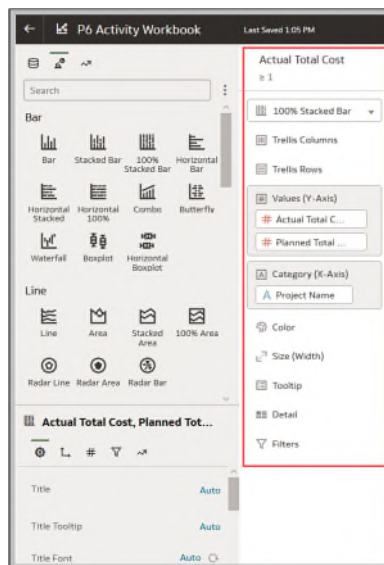 P6 Activity Workbook
Last Saved 1:05 PM
Search
Bar
Bar
Stacked Bar
100%
Stacked Bar
Horizontal
Bar
Horizontal
Stacked
Horizontal
100%
Combo
Butterfly
Waterfall
Boxplot
Horizontal
Boxplot
Line
Line
Area
Stacked
Area
100% Area
Radar Line
Radar Area
Radar Bar
Actual Total Cost, Planned Tot...
#
Title
Auto
Title Tooltip
Auto
Title Font
Auto
Actual Total Cost
≥ 1
100% Stacked Bar
Trellis Columns
Trellis Rows
Values (Y-Axis)
# Actual Total C...
# Planned Total ...
Category (X-Axis)
A Project Name
Color
Size (Width)
Tooltip
Detail
Filters